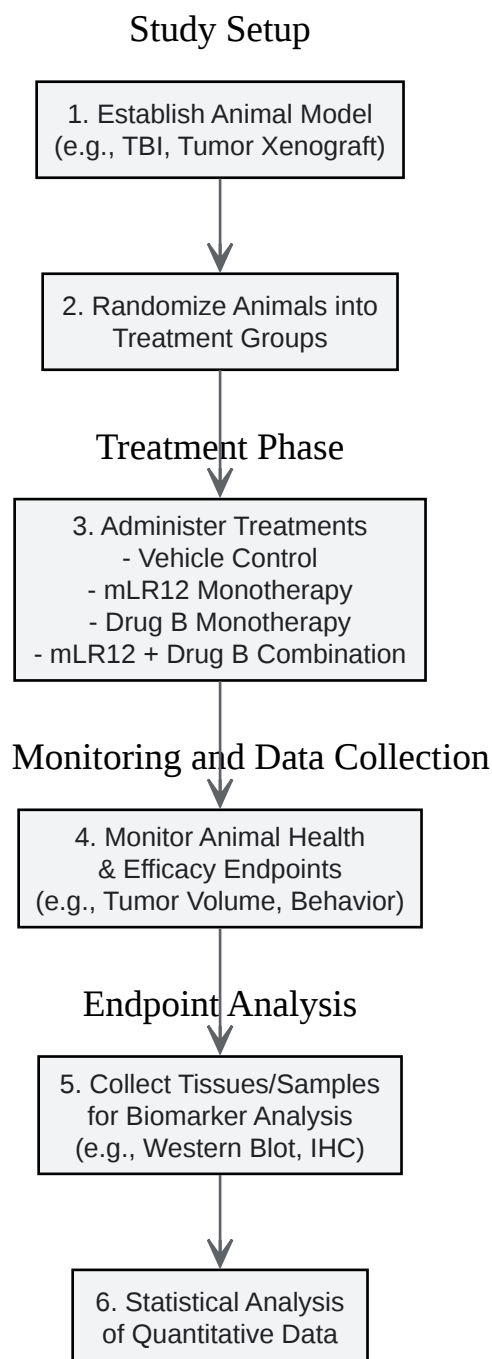 Study Setup
1. Establish Animal Model
(e.g., TBI, Tumor Xenograft)
2. Randomize Animals into
Treatment Groups
Treatment Phase
3. Administer Treatments
- Vehicle Control
- mLR12 Monotherapy
- Drug B Monotherapy
- mLR12 + Drug B Combination
Monitoring and Data Collection
4. Monitor Animal Health
& Efficacy Endpoints
(e.g., Tumor Volume, Behavior)
Endpoint Analysis
5. Collect Tissues/Samples
for Biomarker Analysis
(e.g., Western Blot, IHC)
6. Statistical Analysis
of Quantitative Data